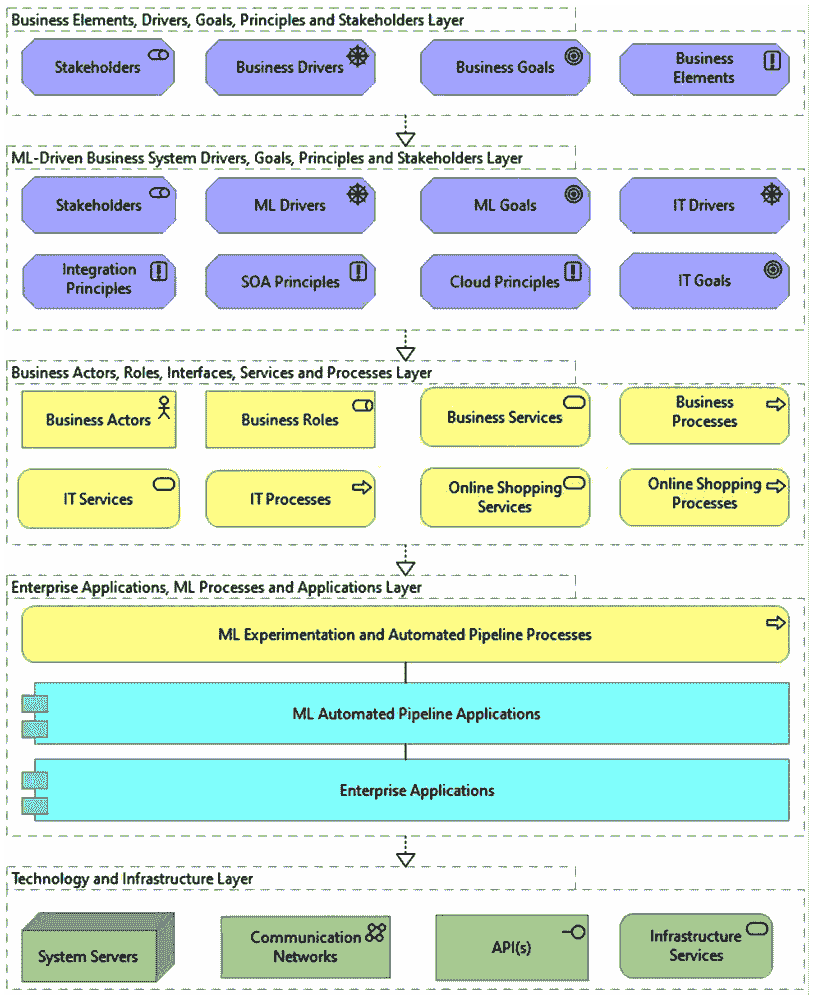 Business Elements, Drivers, Goals, Principles and Stakeholders Layer
Stakeholders
Business Drivers
Business Goals
Business
Elements
ML-Driven Business System Drivers, Goals, Principles and Stakeholders Layer
Stakeholders
ML Drivers
ML Goals
IT Drivers
Integration
Principles
SOA Principles
Cloud Principles
IT Goals
Business Actors, Roles, Interfaces, Services and Processes Layer
Business Actors
Business Roles
Business Services
Business
Processes
IT Services
IT Processes
Online Shopping
Services
Online Shopping
Processes
Enterprise Applications, ML Processes and Applications Layer
ML Experimentation and Automated Pipeline Processes
ML Automated Pipeline Applications
Enterprise Applications
Technology and Infrastructure Layer
System Servers
Communication
Networks
API(s)
Infrastructure
Services